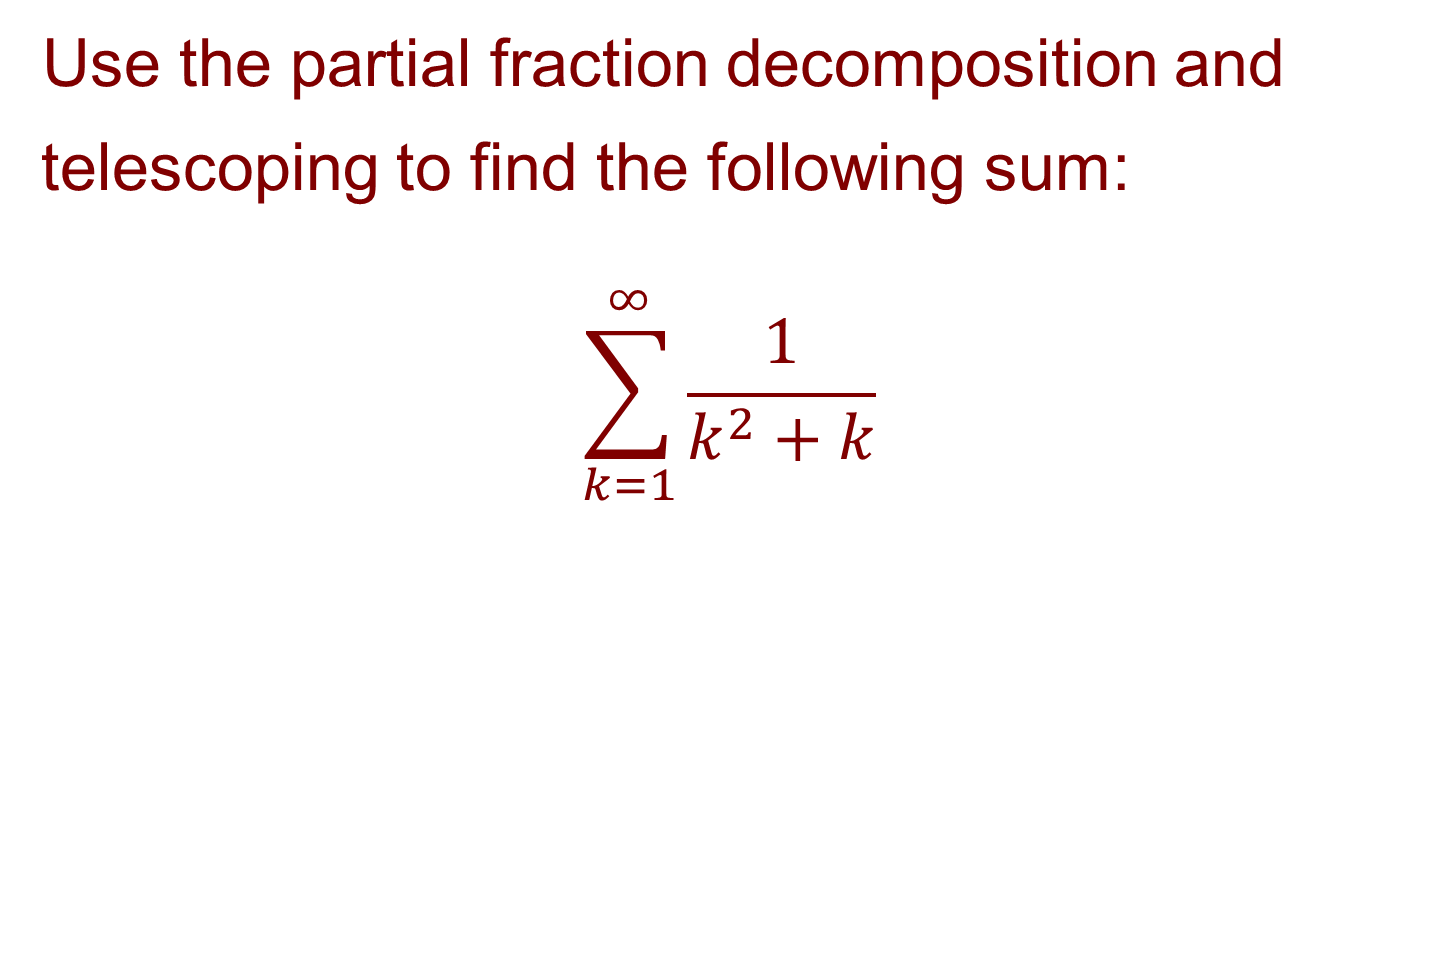 Use the partial fraction decomposition and
telescoping to find the following sum:
∞
∑ 1/(k² + k)
k=1